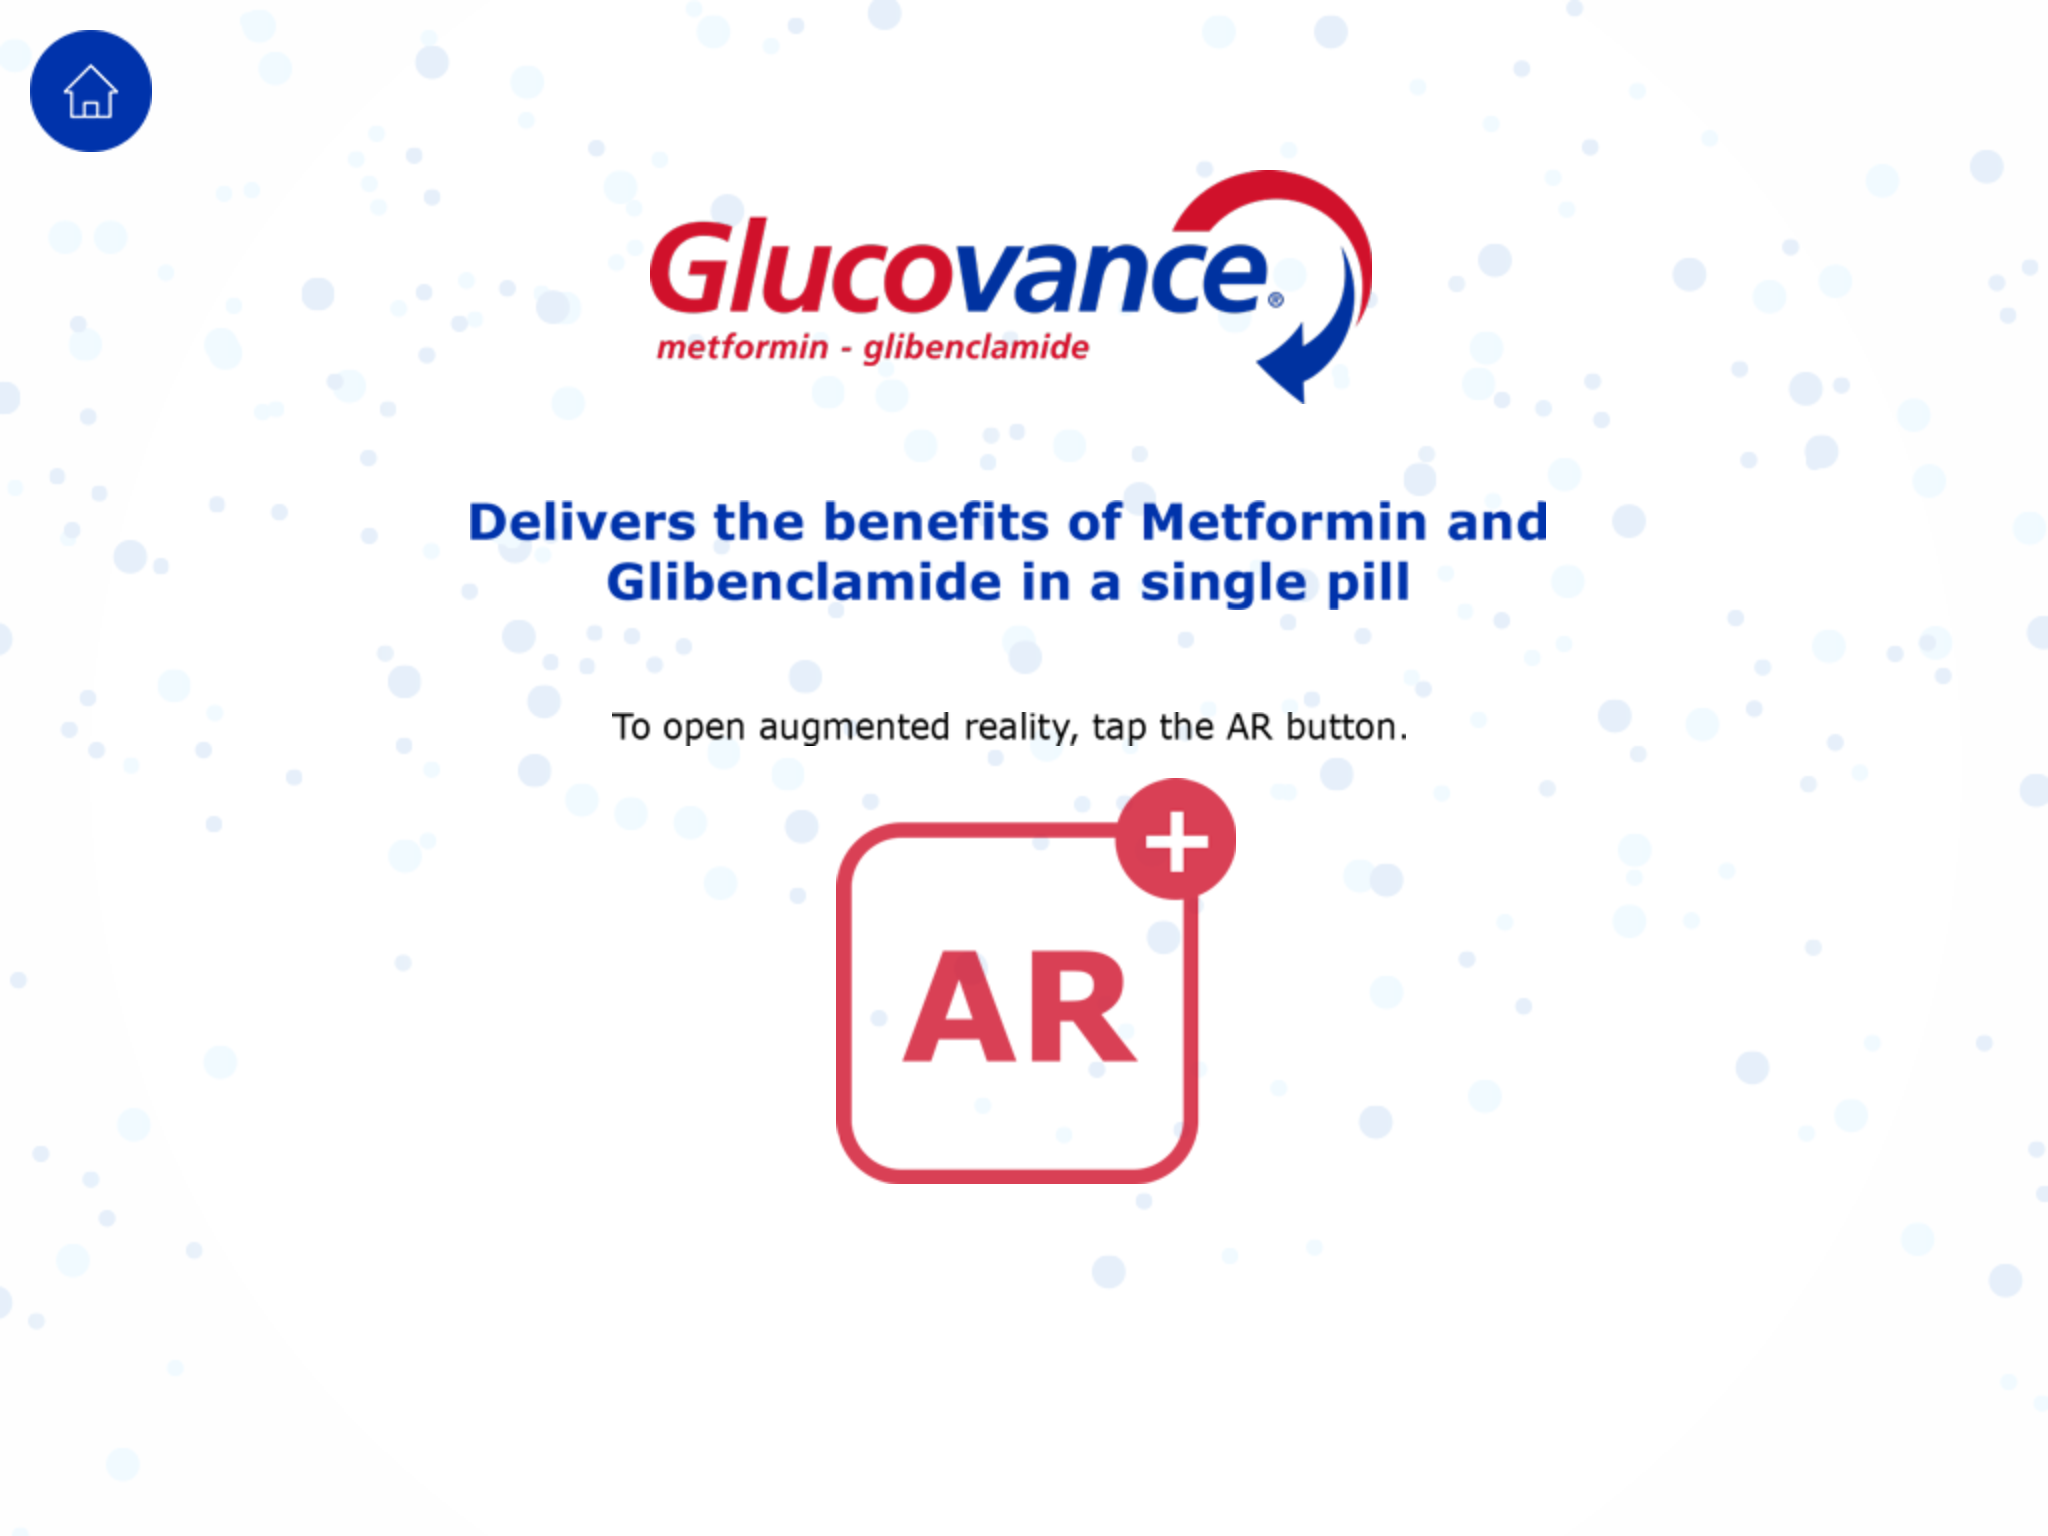 Glucovance®
metformin - glibenclamide
Delivers the benefits of Metformin and
Glibenclamide in a single pill
To open augmented reality, tap the AR button.
+
AR